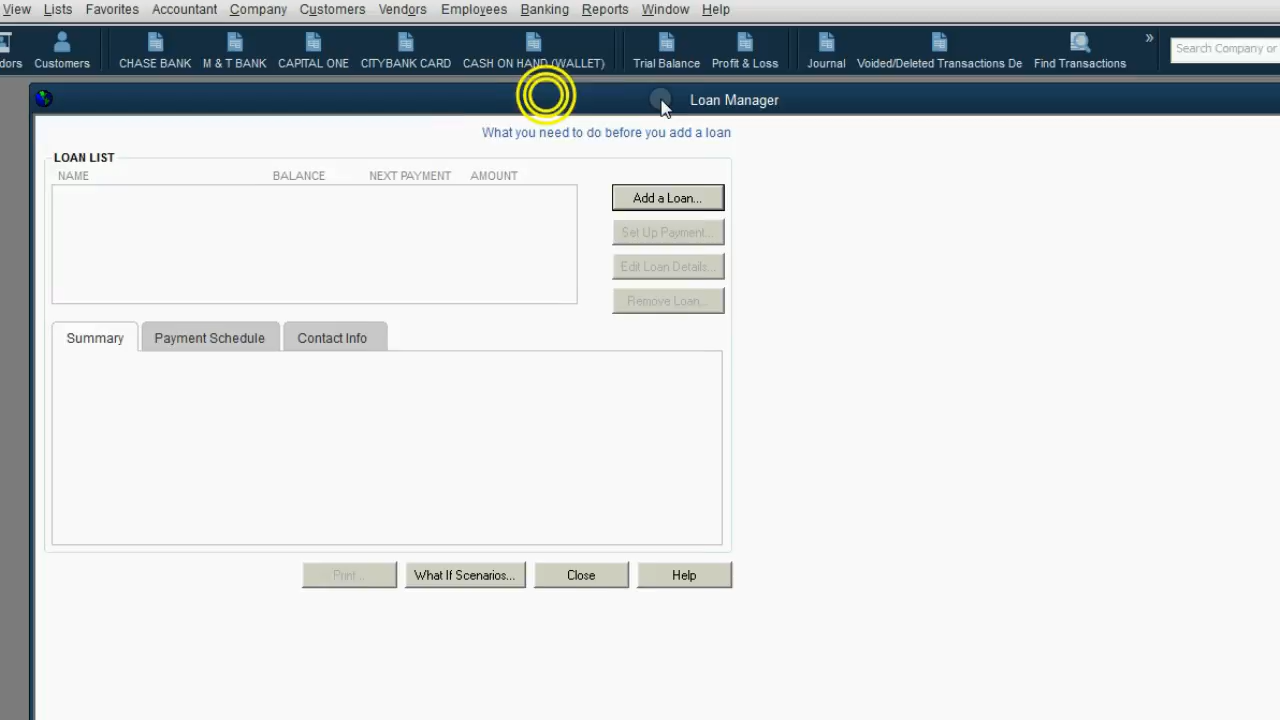 View Lists Favorites Accountant Company Customers Vendors Employees Banking Reports Window Help
dors Customers CHASE BANK M & T BANK CAPITAL ONE CITYBANK CARD CASH ON HAND (WALLET) Trial Balance Profit & Loss Journal Voided/Deleted Transactions De Find Transactions » Search Company or
Loan Manager
What you need to do before you add a loan
LOAN LIST
NAME BALANCE NEXT PAYMENT AMOUNT
Add a Loan...
Set Up Payment...
Edit Loan Details...
Remove Loan...
Summary Payment Schedule Contact Info
Print... What If Scenarios... Close Help